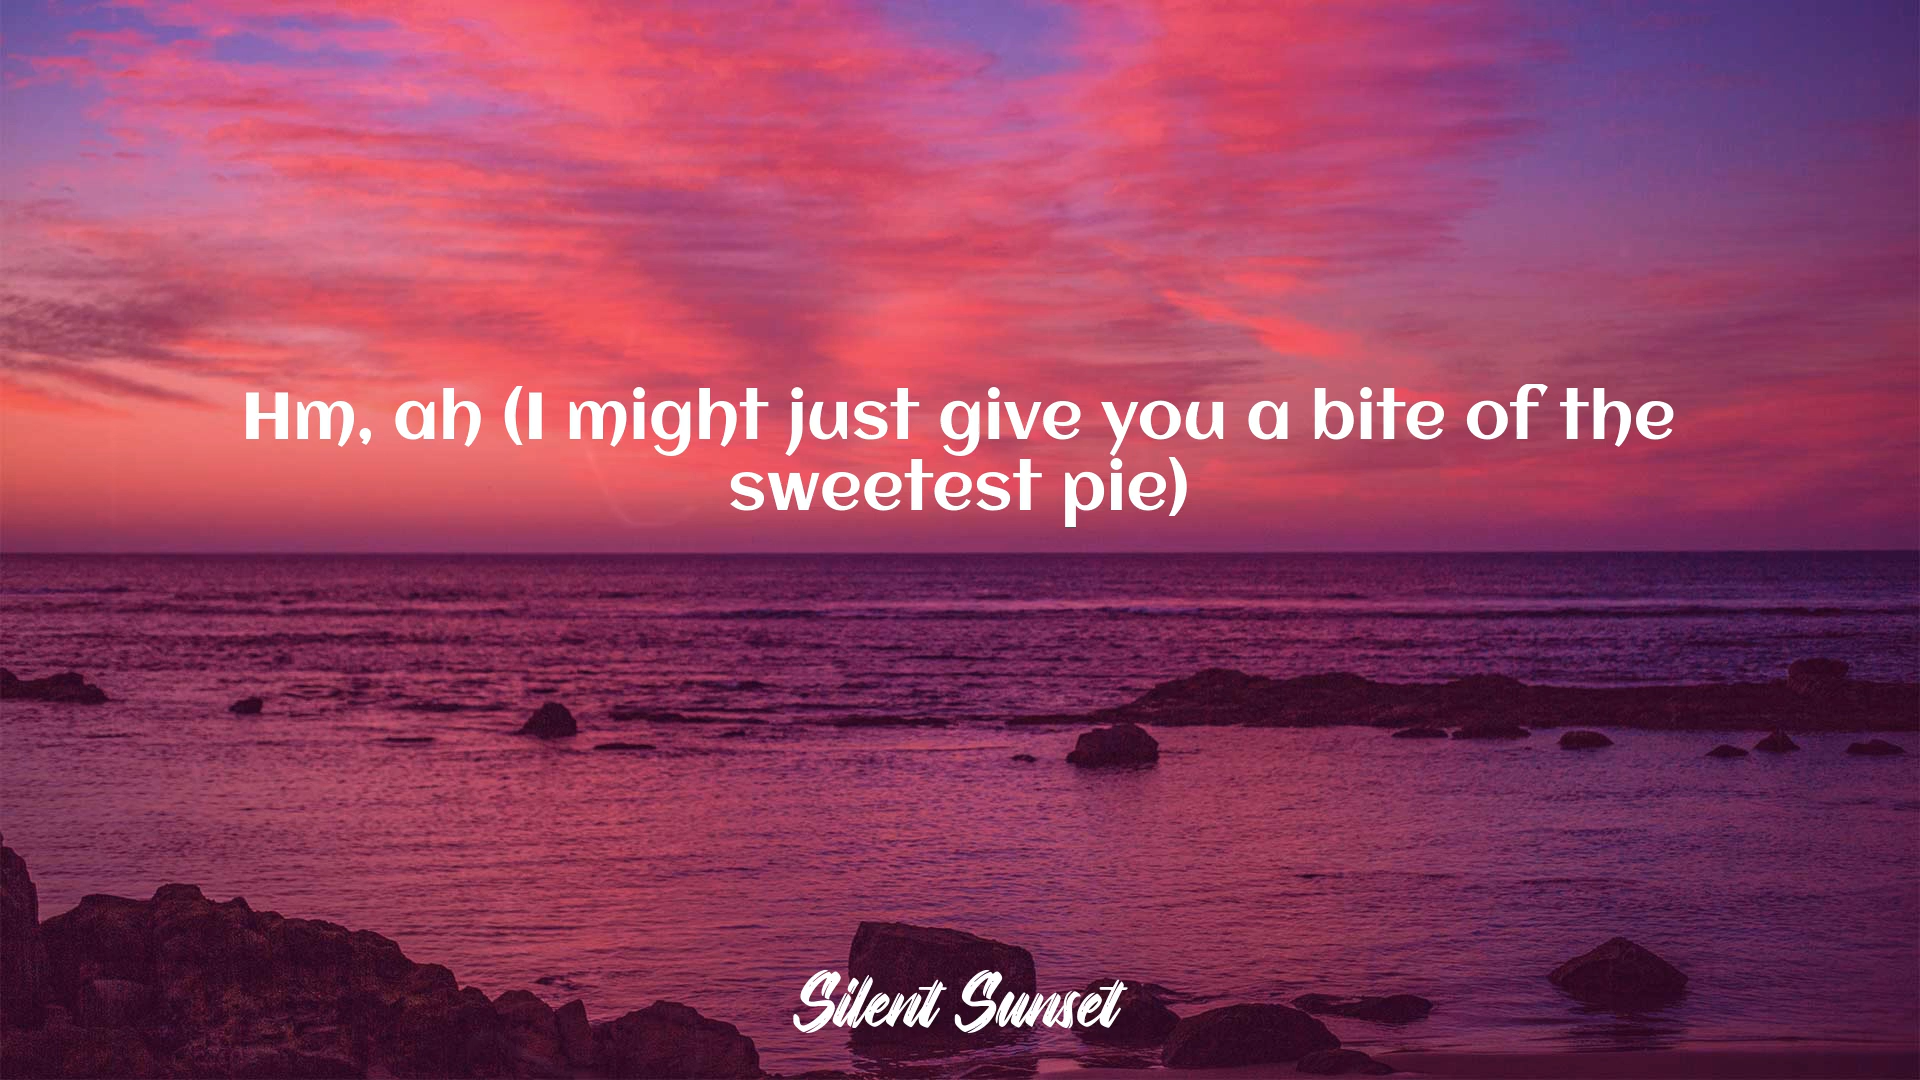 Hm, ah (I might just give you a bite of the
sweetest pie)
Silent Sunset